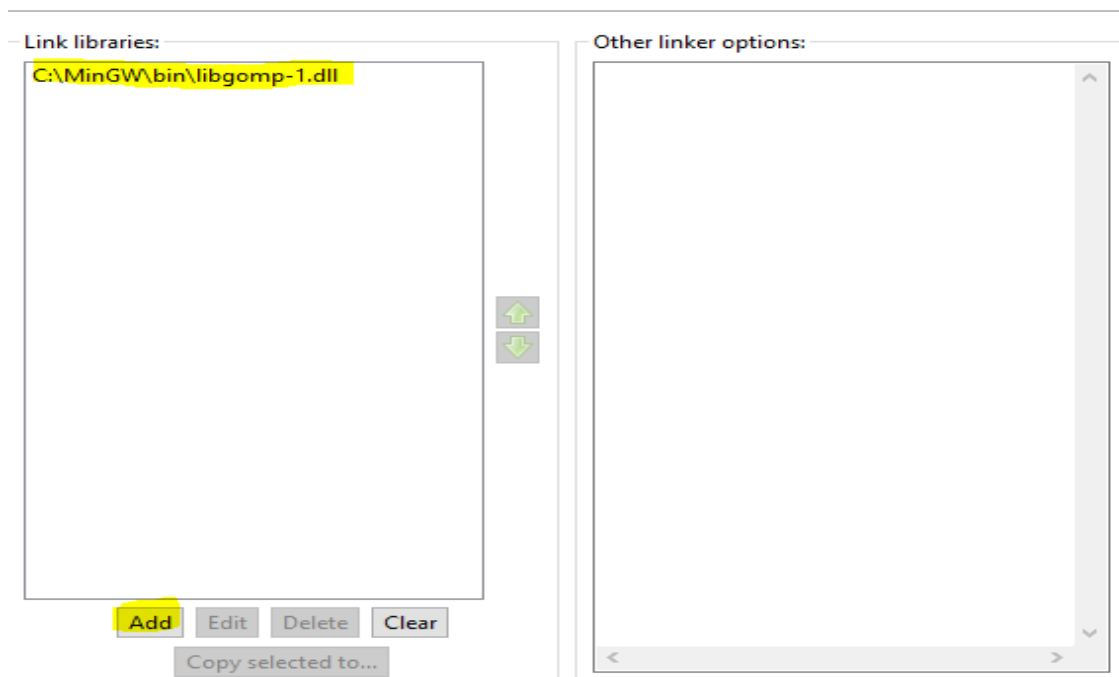 Link libraries:
C:\MinGW\bin\libgomp-1.dll
Add Edit Delete Clear
Copy selected to...
Other linker options: